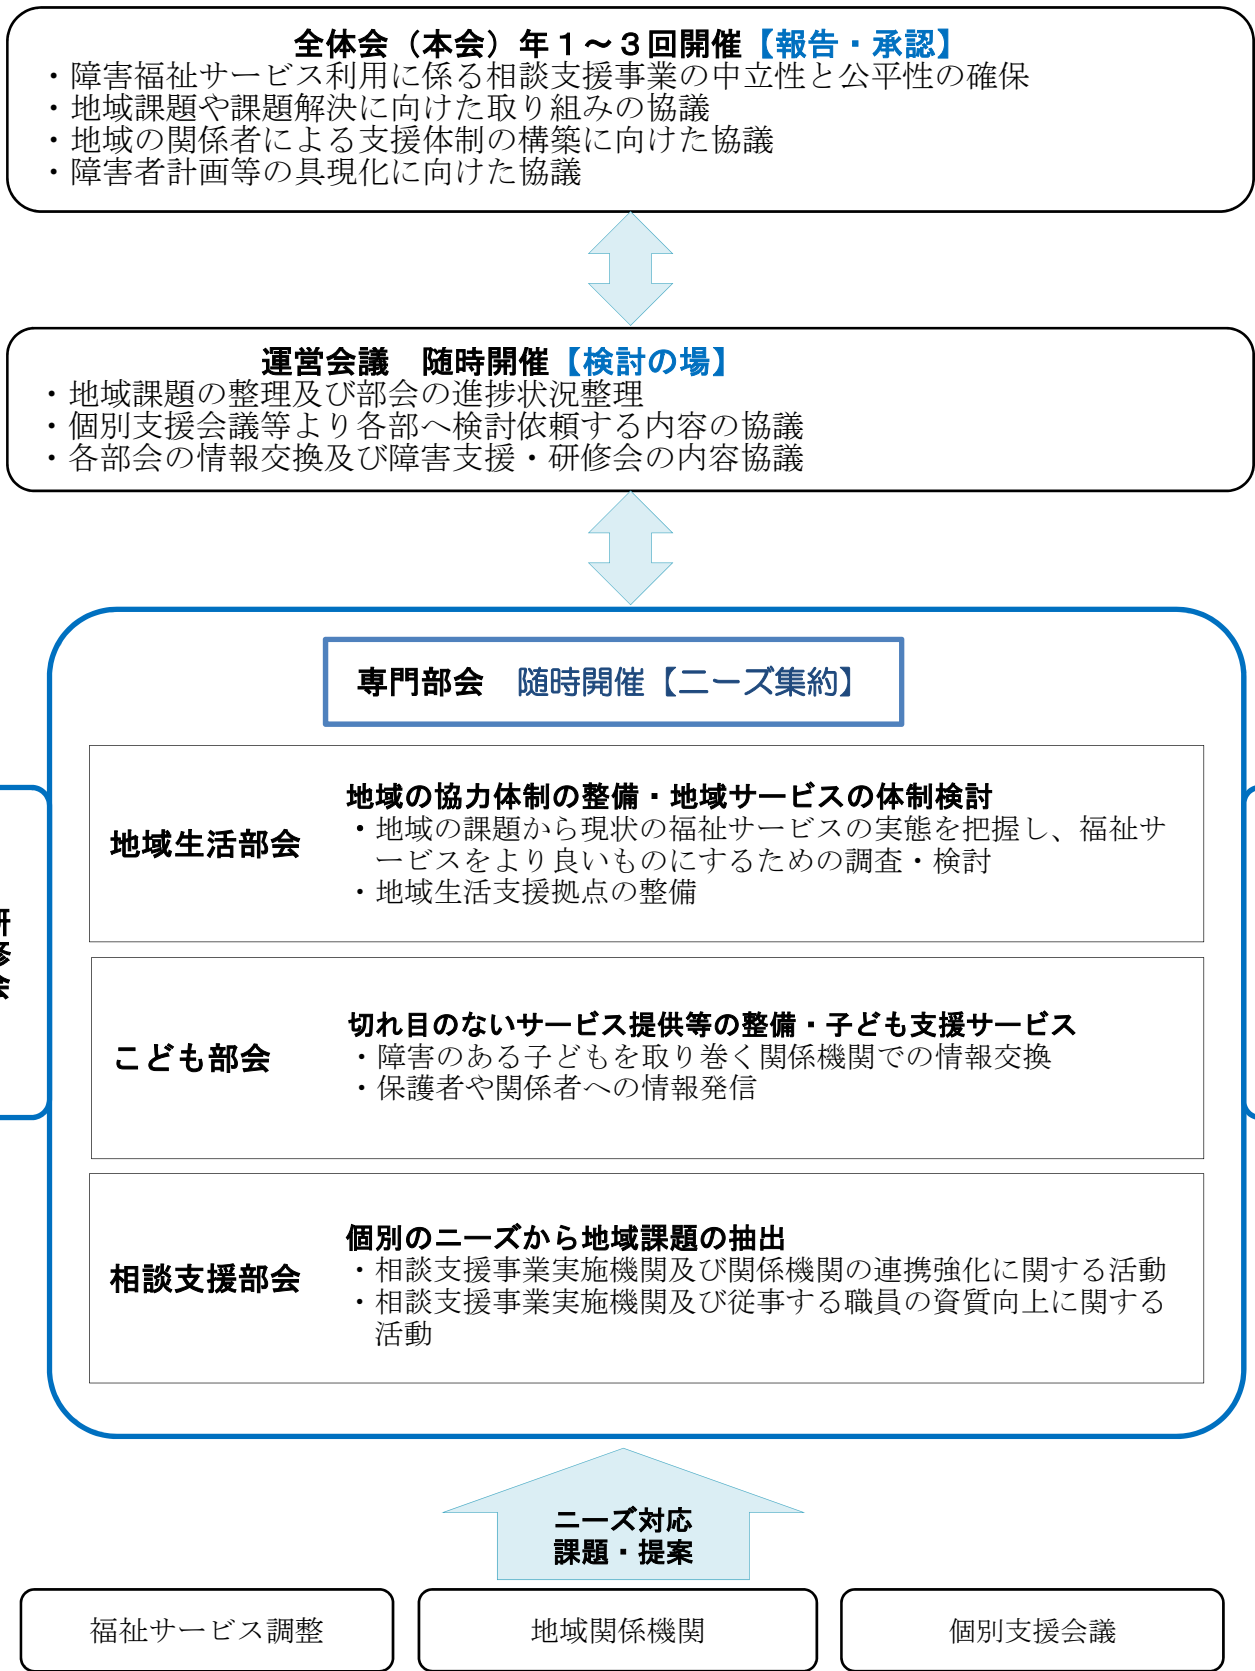 全体会（本会）年１～３回開催【報告・承認】
・障害福祉サービス利用に係る相談支援事業の中立性と公平性の確保
・地域課題や課題解決に向けた取り組みの協議
・地域の関係者による支援体制の構築に向けた協議
・障害者計画等の具現化に向けた協議
運営会議　随時開催【検討の場】
・地域課題の整理及び部会の進捗状況整理
・個別支援会議等より各部へ検討依頼する内容の協議
・各部会の情報交換及び障害支援・研修会の内容協議
専門部会　随時開催【ニーズ集約】
地域生活部会
地域の協力体制の整備・地域サービスの体制検討
・地域の課題から現状の福祉サービスの実態を把握し、福祉サ
ービスをより良いものにするための調査・検討
・地域生活支援拠点の整備
研修会
こども部会
切れ目のないサービス提供等の整備・子ども支援サービス
・障害のある子どもを取り巻く関係機関での情報交換
・保護者や関係者への情報発信
相談支援部会
個別のニーズから地域課題の抽出
・相談支援事業実施機関及び関係機関の連携強化に関する活動
・相談支援事業実施機関及び従事する職員の資質向上に関する
活動
ニーズ対応
課題・提案
福祉サービス調整
地域関係機関
個別支援会議